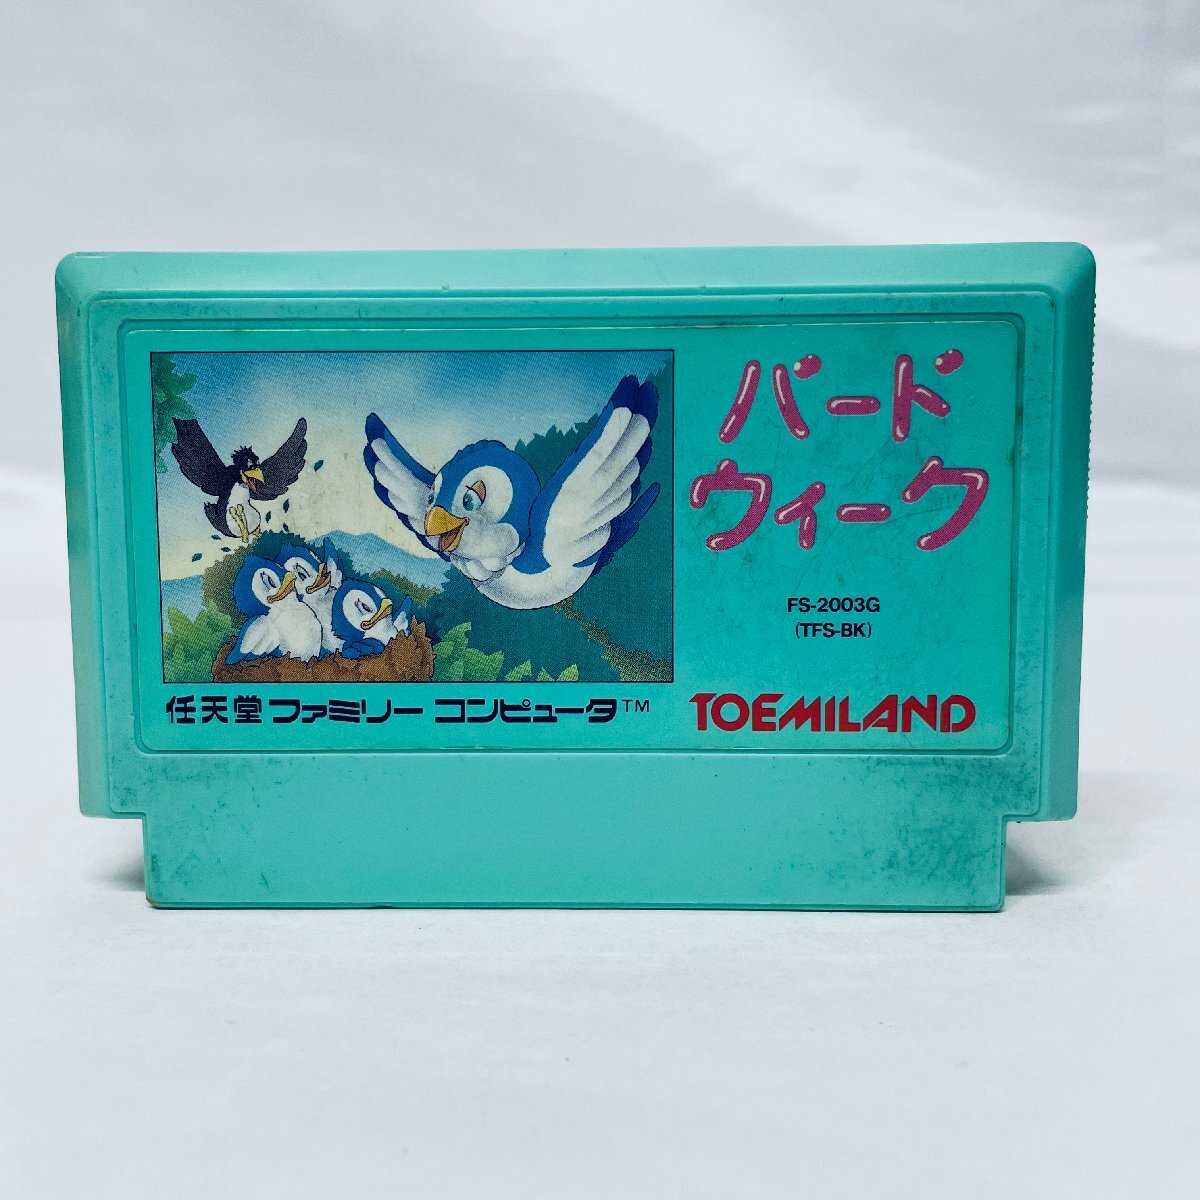 バード
ウィーク
FS-2003G
(TFS-BK)
任天堂 ファミリー コンピュータ™
TOEMILAND